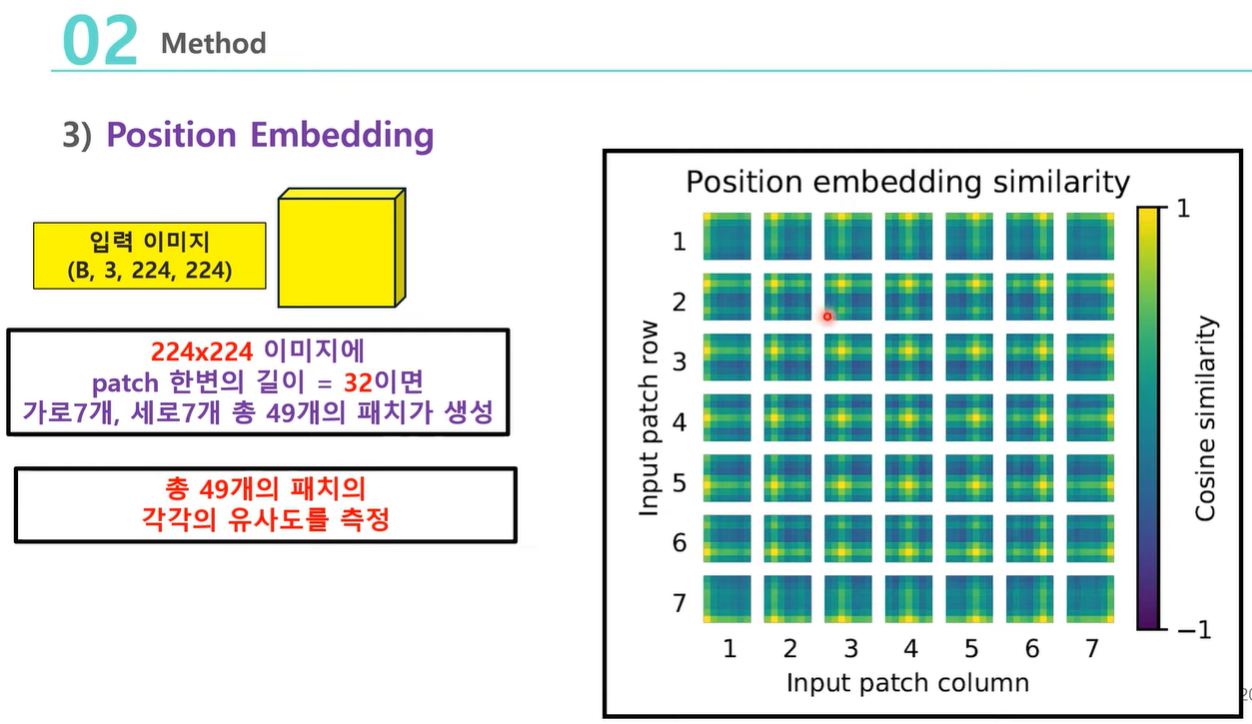 02 Method
3) Position Embedding
입력 이미지
(B, 3, 224, 224)
224x224 이미지에
patch 한변의 길이 = 32이면
가로7개, 세로7개 총 49개의 패치가 생성
총 49개의 패치의
각각의 유사도를 측정
Position embedding similarity
1
2
3
4
5
6
7
Input patch row
1 2 3 4 5 6 7
Input patch column
1
−1
Cosine similarity